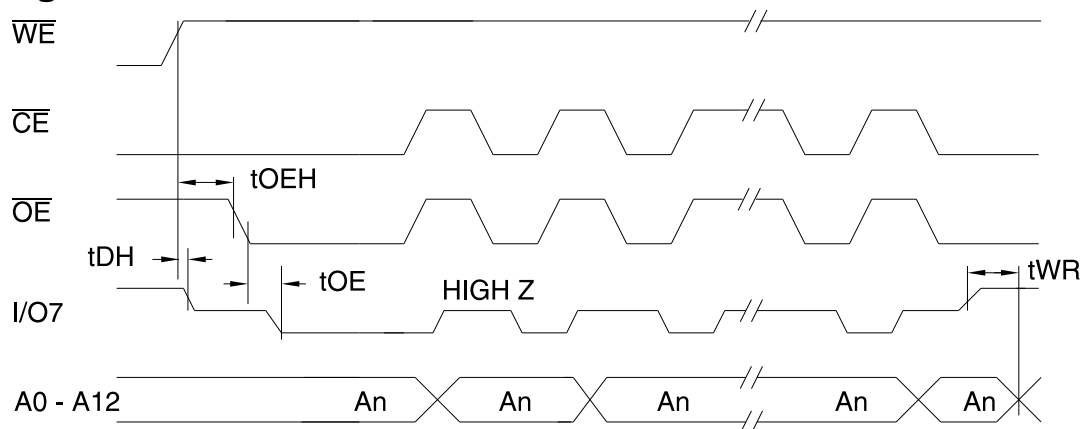 WE
CE
tOEH
OE
tDH
tOE
tWR
HIGH Z
I/O7
A0 - A12 An An An An An